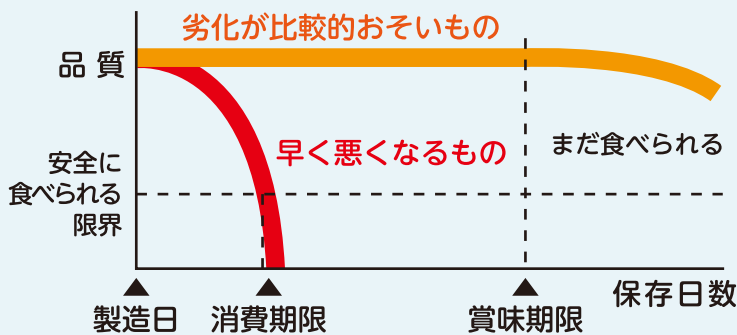 劣化が比較的おそいもの
品質
早く悪くなるもの
まだ食べられる
安全に
食べられる
限界
保存日数
製造日
消費期限
賞味期限